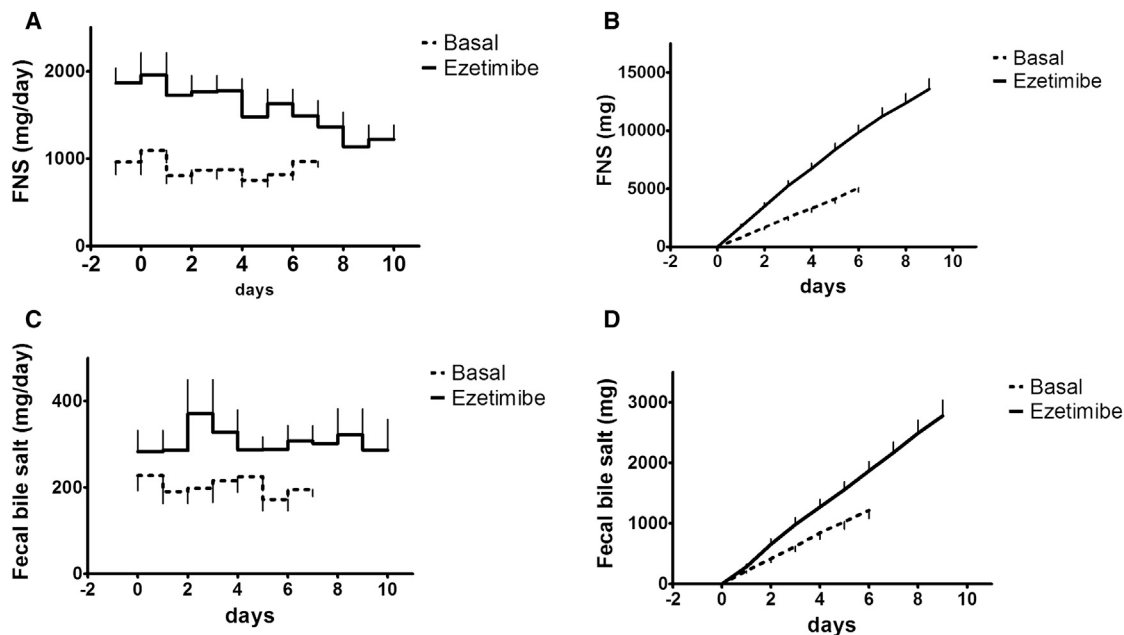 A
FNS (mg/day)
2000
1000
0
-2 0 2 4 6 8 10
days
Basal
Ezetimibe
B
FNS (mg)
15000
10000
5000
0
-2 0 2 4 6 8 10
days
Basal
Ezetimibe
C
Fecal bile salt (mg/day)
400
200
0
-2 0 2 4 6 8 10
days
Basal
Ezetimibe
D
Fecal bile salt (mg)
3000
2000
1000
0
-2 0 2 4 6 8 10
days
Basal
Ezetimibe